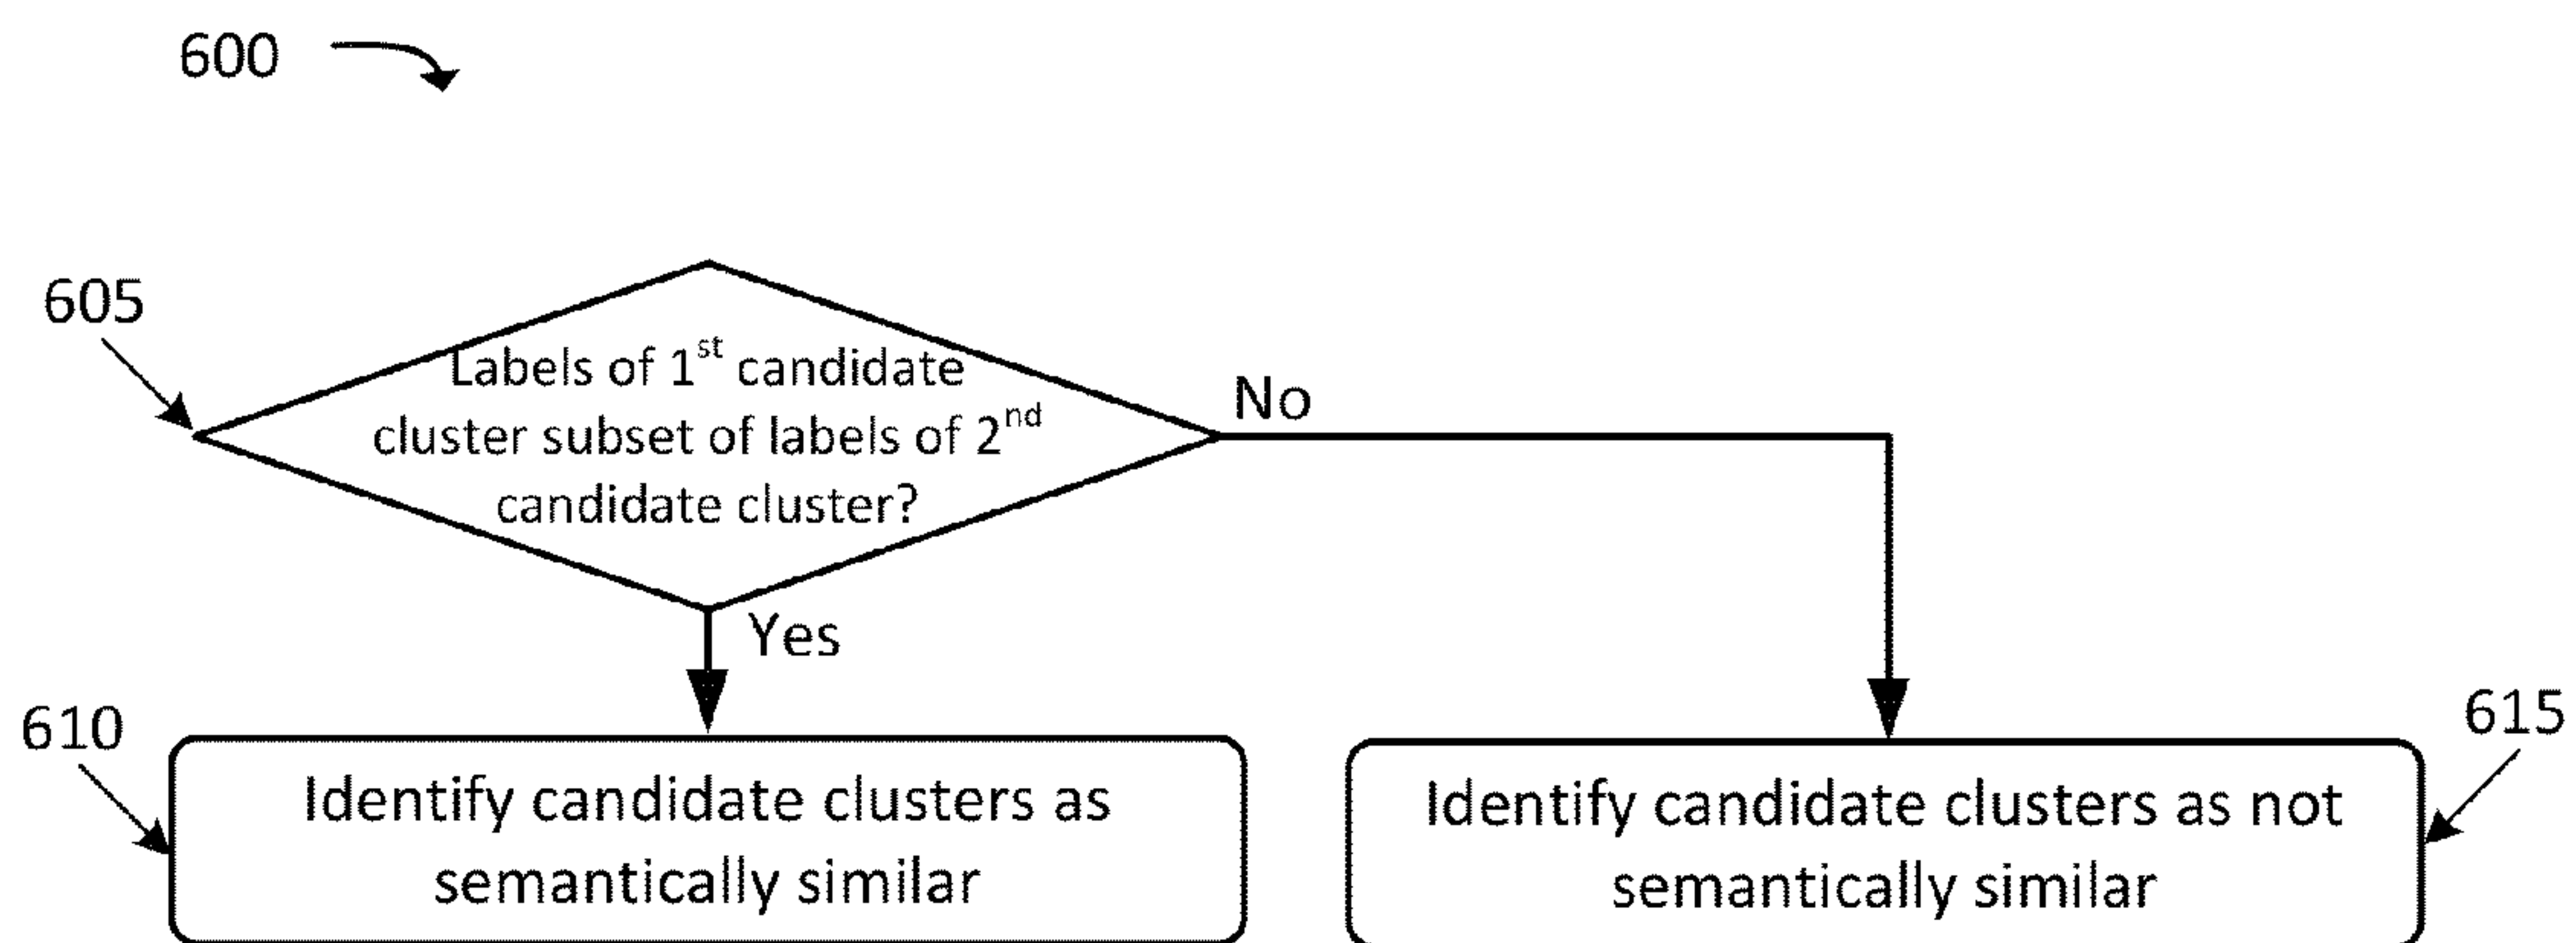 600
605
Labels of 1st candidate
cluster subset of labels of 2nd
candidate cluster?
No
Yes
610
Identify candidate clusters as
semantically similar
615
Identify candidate clusters as not
semantically similar